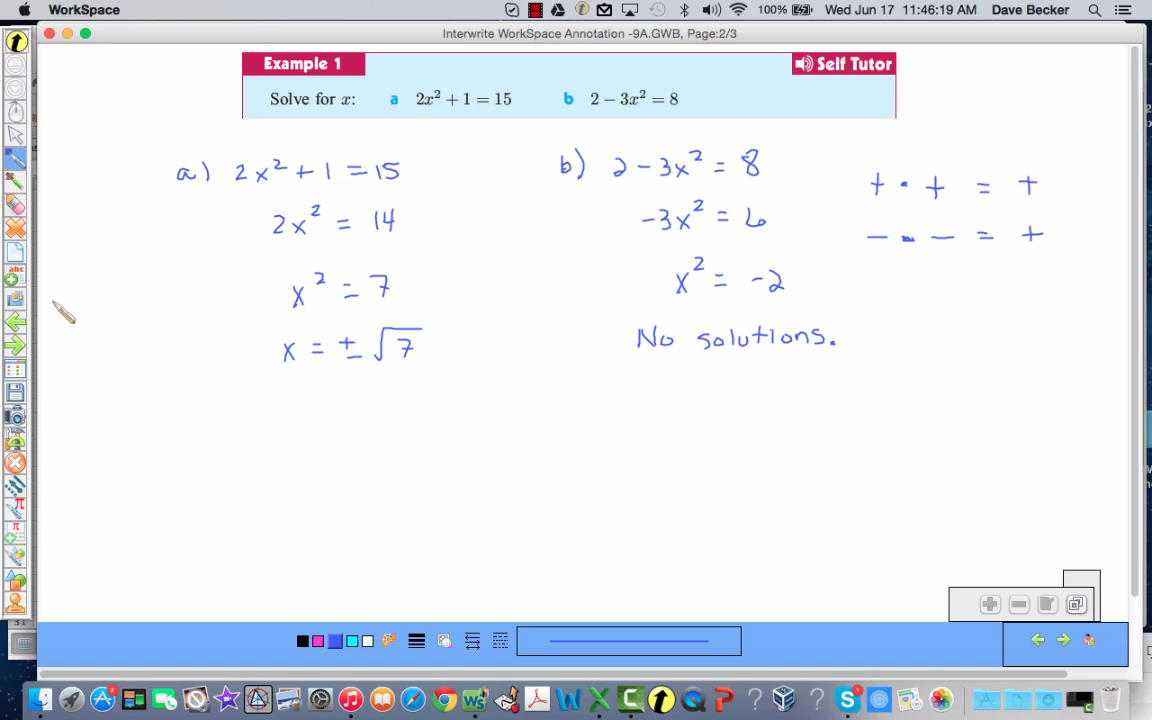 WorkSpace 100% Wed Jun 17 11:46:19 AM Dave Becker
Interwrite WorkSpace Annotation -9A.GWB, Page:2/3
Example 1 Self Tutor
Solve for x: a 2x² + 1 = 15 b 2 − 3x² = 8
a) 2x² + 1 = 15
2x² = 14
x² = 7
x = ± √7
b) 2 − 3x² = 8
-3x² = 6
x² = -2
No solutions.
+ · + = +
− · − = +
abc
π
π
31